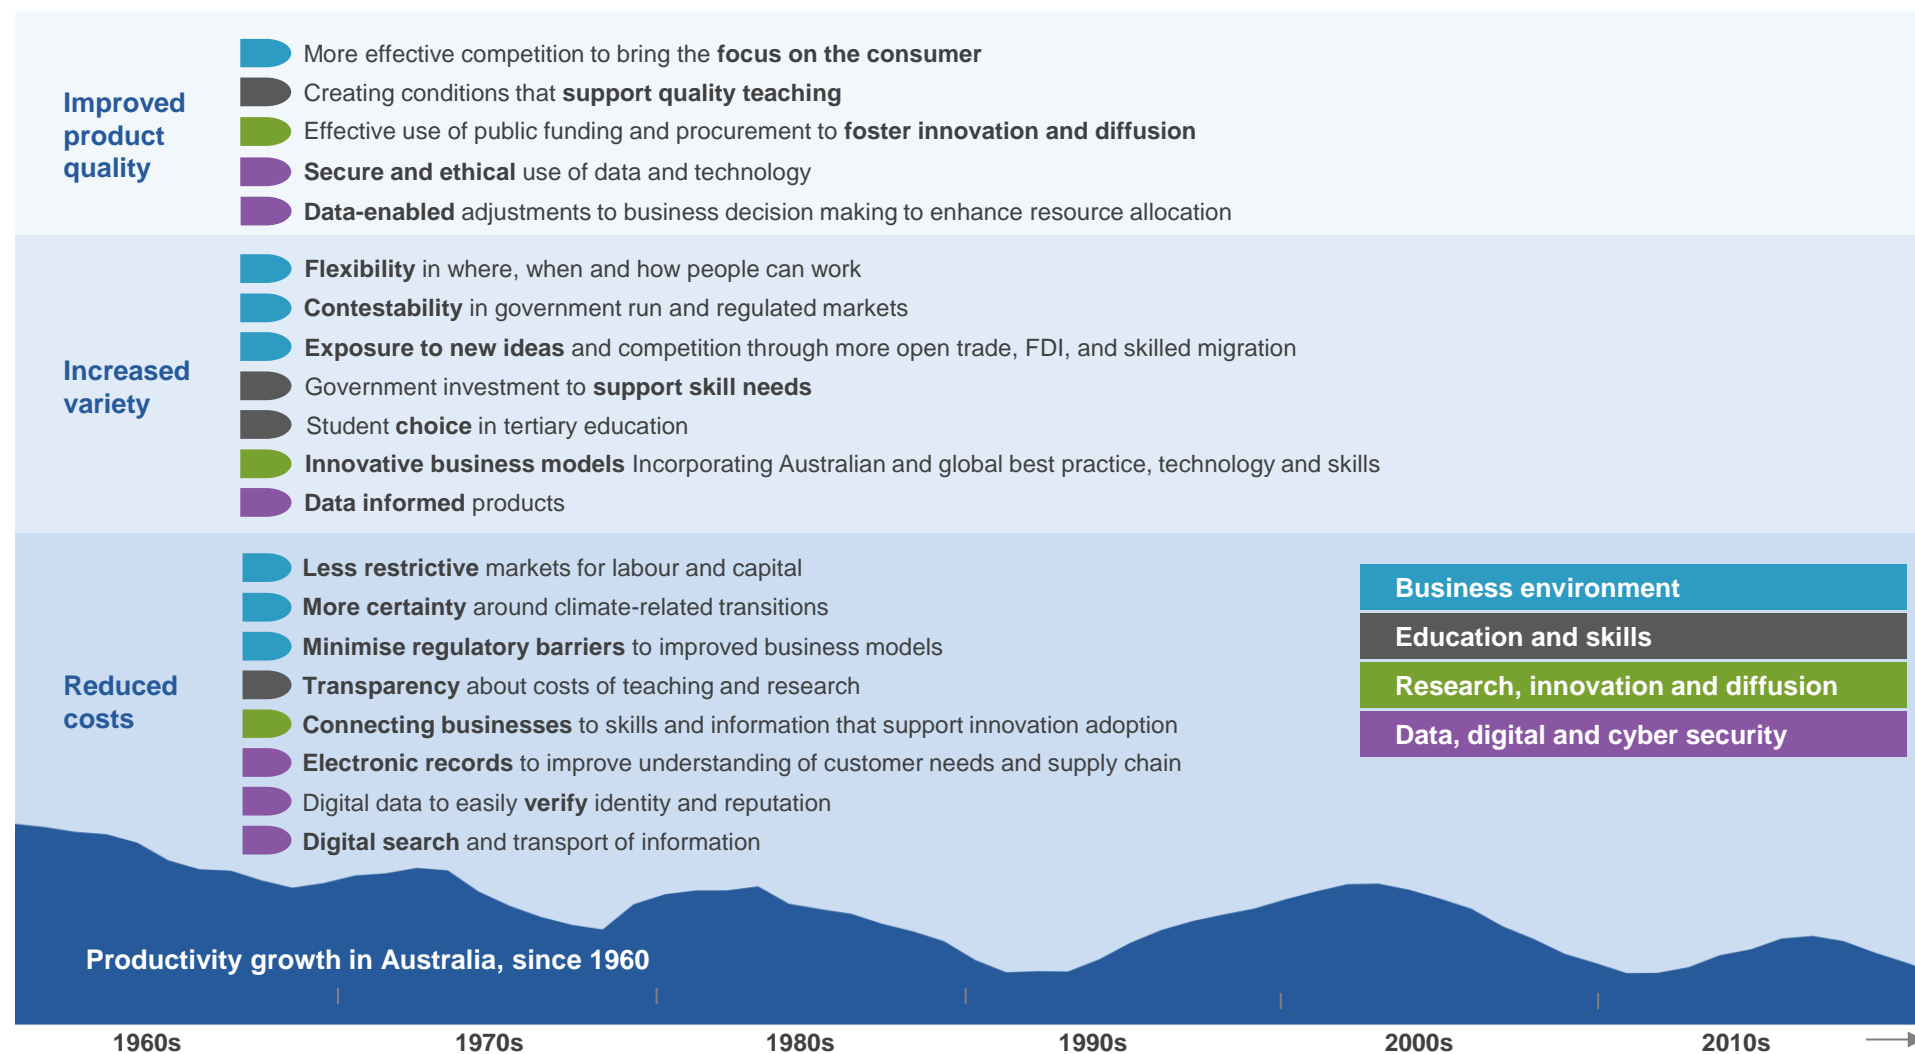 Improved
product
quality
More effective competition to bring the focus on the consumer
Creating conditions that support quality teaching
Effective use of public funding and procurement to foster innovation and diffusion
Secure and ethical use of data and technology
Data-enabled adjustments to business decision making to enhance resource allocation
Increased
variety
Flexibility in where, when and how people can work
Contestability in government run and regulated markets
Exposure to new ideas and competition through more open trade, FDI, and skilled migration
Government investment to support skill needs
Student choice in tertiary education
Innovative business models Incorporating Australian and global best practice, technology and skills
Data informed products
Reduced
costs
Less restrictive markets for labour and capital
More certainty around climate-related transitions
Minimise regulatory barriers to improved business models
Transparency about costs of teaching and research
Connecting businesses to skills and information that support innovation adoption
Electronic records to improve understanding of customer needs and supply chain
Digital data to easily verify identity and reputation
Digital search and transport of information
Business environment
Education and skills
Research, innovation and diffusion
Data, digital and cyber security
Productivity growth in Australia, since 1960
1960s 1970s 1980s 1990s 2000s 2010s